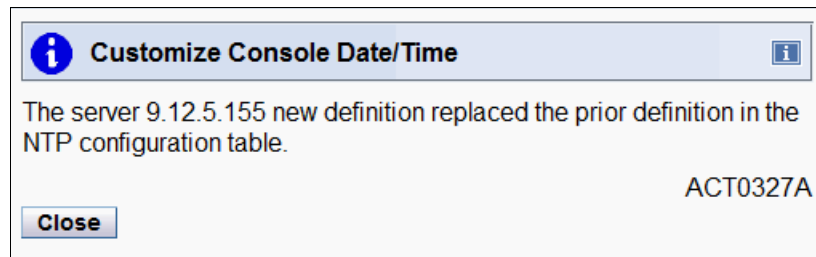 Customize Console Date/Time
The server 9.12.5.155 new definition replaced the prior definition in the
NTP configuration table.
ACT0327A
Close